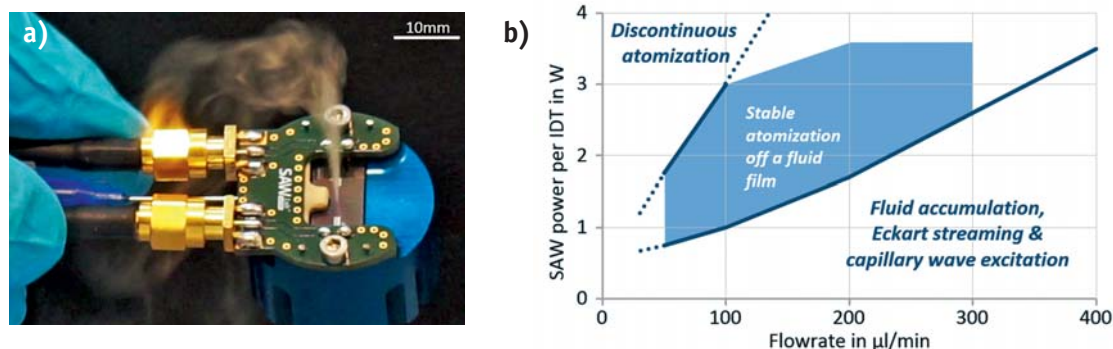 a)
10mm
SAW
b)
SAW power per IDT in W
4
3
2
1
0
Discontinuous
atomization
Stable
atomization
off a fluid
film
Fluid accumulation,
Eckart streaming &
capillary wave excitation
0
100
200
300
400
Flowrate in µl/min